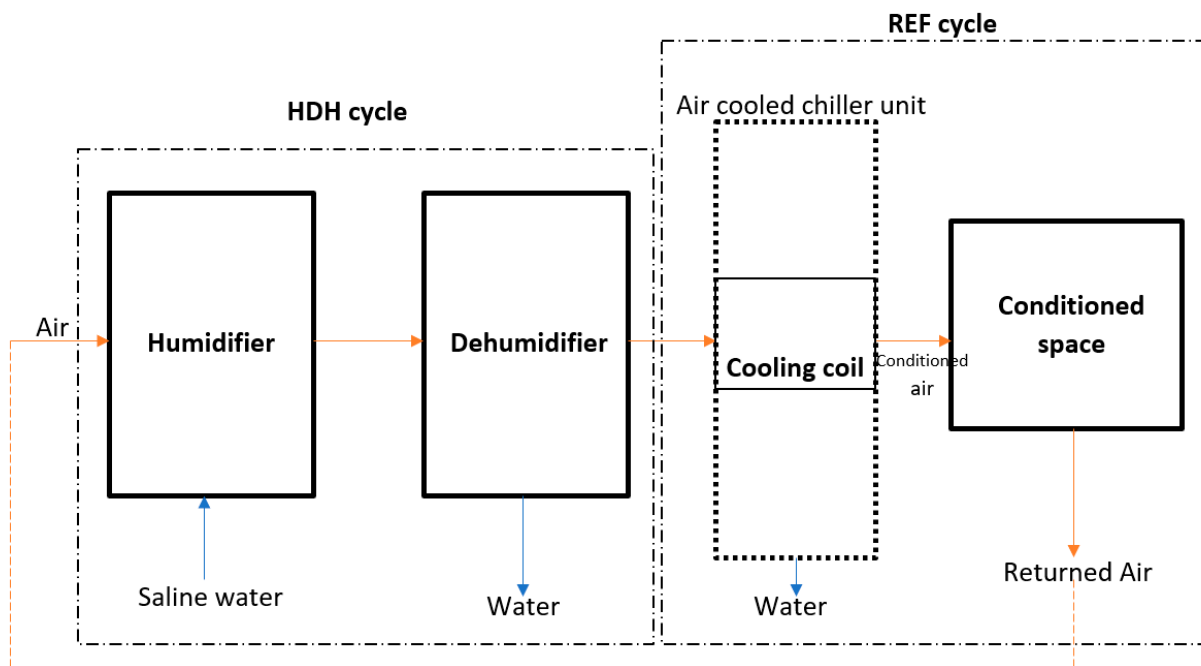 REF cycle
HDH cycle
Air cooled chiller unit
Air
Humidifier
Dehumidifier
Cooling coil
Conditioned
air
Conditioned
space
Saline water
Water
Water
Returned Air